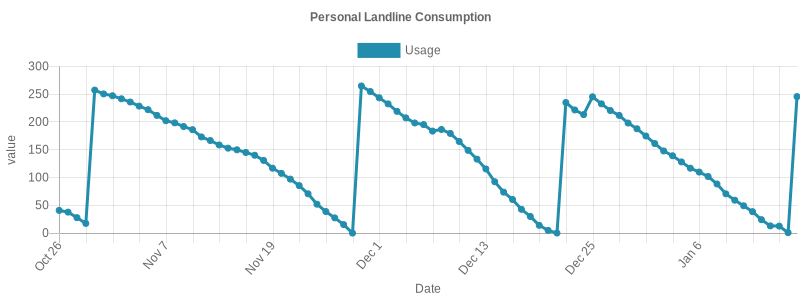 Personal Landline Consumption
Usage
300
250
200
150
100
50
0
value
Oct 26
Nov 7
Nov 19
Dec 1
Dec 13
Dec 25
Jan 6
Date